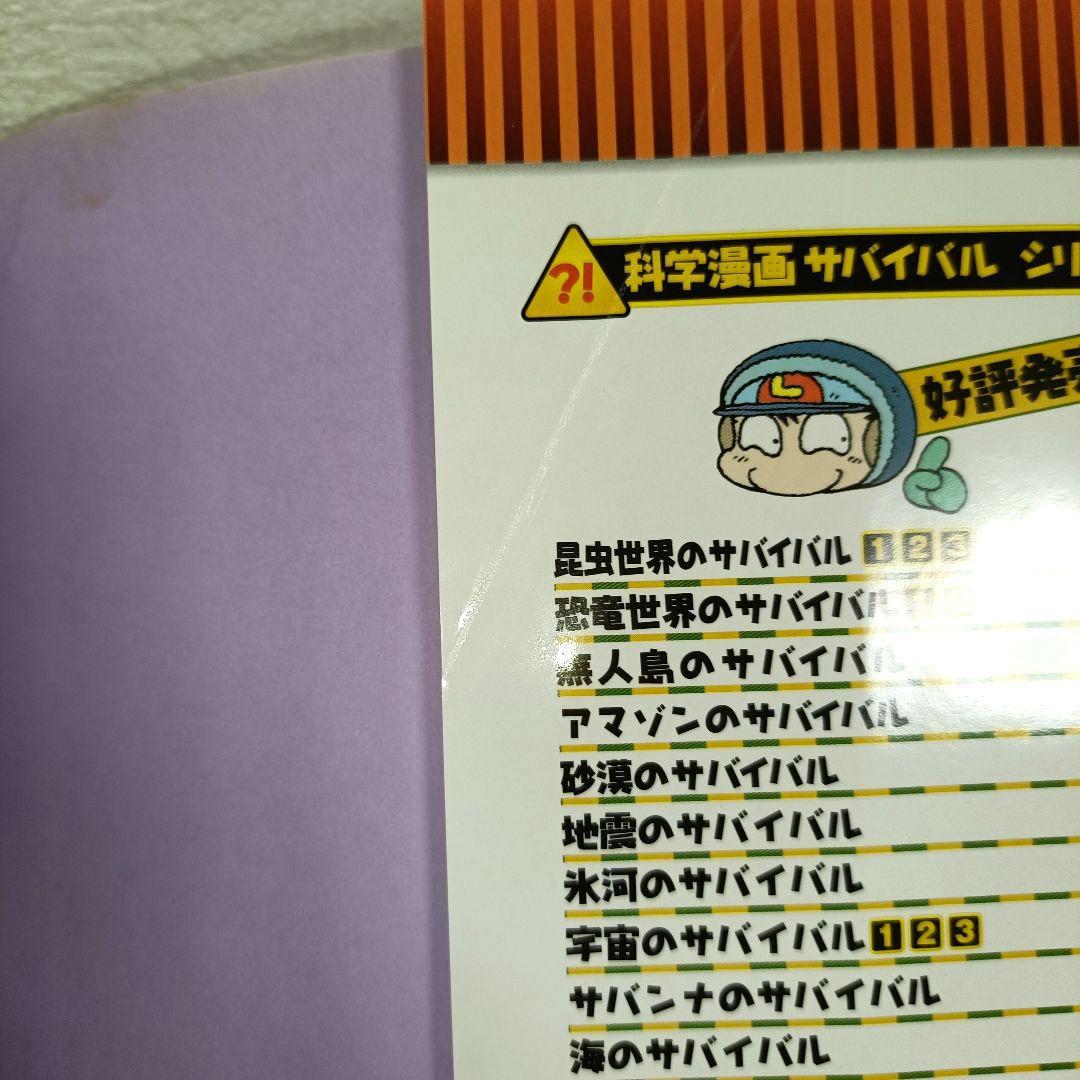 ?!
科学漫画 サバイバル シリ
L
好評発売
昆虫世界のサバイバル 1 2 3
恐竜世界のサバイバル 1 2
無人島のサバイバル
アマゾンのサバイバル
砂漠のサバイバル
地震のサバイバル
氷河のサバイバル
宇宙のサバイバル 1 2 3
サバンナのサバイバル
海のサバイバル